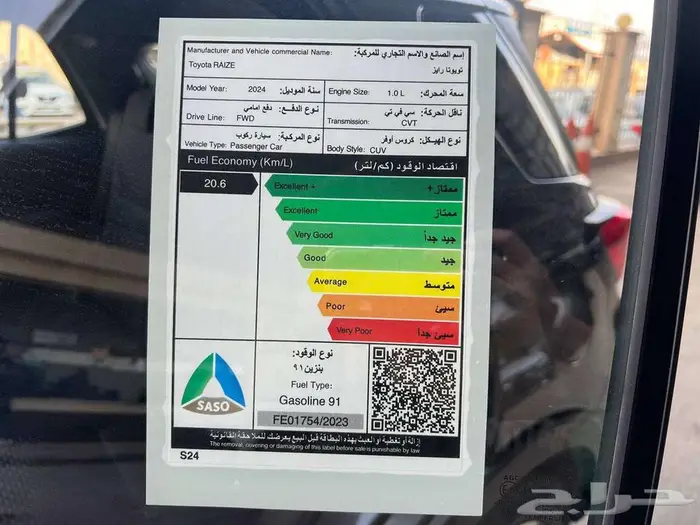 Manufacturer and Vehicle commercial Name: إسم الصانع والاسم التجاري للمركبة:
Toyota RAIZE تويوتا رايز
Model Year: 2024 سنة الموديل:
Engine Size: 1.0 L سعة المحرك:
Drive Line: FWD دفع امامي نوع الدفع:
Transmission: CVT سي في تي ناقل الحركة:
Vehicle Type: Passenger Car سيارة ركوب نوع المركبة:
Body Style: CUV كروس أوفر نوع الهيكل:
Fuel Economy (Km/L) اقتصاد الوقود (كم/لتر)
20.6
Excellent + ممتاز+
Excellent ممتاز
Very Good جيد جداً
Good جيد
Average متوسط
Poor سيئ
Very Poor سيئ جداً
نوع الوقود:
بنزين ٩١
Fuel Type:
Gasoline 91
FE01754/2023
SASO
إزالة أو تغطية أو العبث بهذه البطاقة قبل البيع يعرضك للملاحقة القانونية
The removal, covering or damaging of this label before sale is punishable by law
S24
AGC
حراج